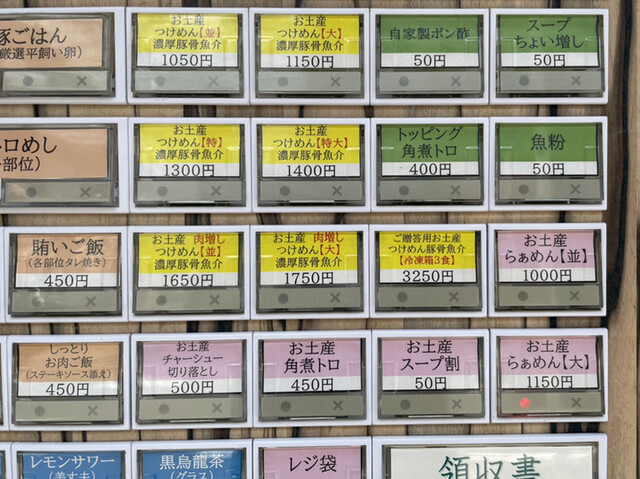 豚ごはん
厳選平飼い卵）
お土産
つけめん【並】
濃厚豚骨魚介
1050円
お土産
つけめん【大】
濃厚豚骨魚介
1150円
自家製ポン酢
50円
スープ
ちょい増し
50円
トロめし
部位）
お土産
つけめん【特】
濃厚豚骨魚介
1300円
お土産
つけめん【特大】
濃厚豚骨魚介
1400円
トッピング
角煮トロ
400円
魚粉
50円
賄いご飯
（各部位タレ焼き）
450円
お土産 肉増し
つけめん【並】
濃厚豚骨魚介
1650円
お土産 肉増し
つけめん【大】
濃厚豚骨魚介
1750円
ご贈答用お土産
つけめん豚骨魚介
【冷凍箱3食】
3250円
お土産
らぁめん【並】
1000円
しっとり
お肉ご飯
（ステーキソース添え）
450円
お土産
チャーシュー
切り落とし
500円
お土産
角煮トロ
450円
お土産
スープ割
50円
お土産
らぁめん【大】
1150円
レモンサワー
（美丈夫）
黒烏龍茶
（グラス）
レジ袋
領収書